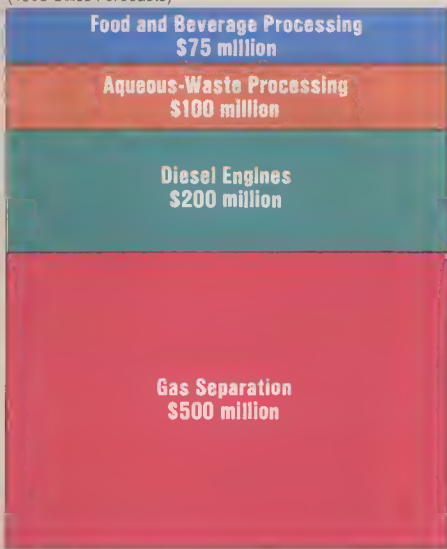 Food and Beverage Processing
$75 million
Aqueous-Waste Processing
$100 million
Diesel Engines
$200 million
Gas Separation
$500 million